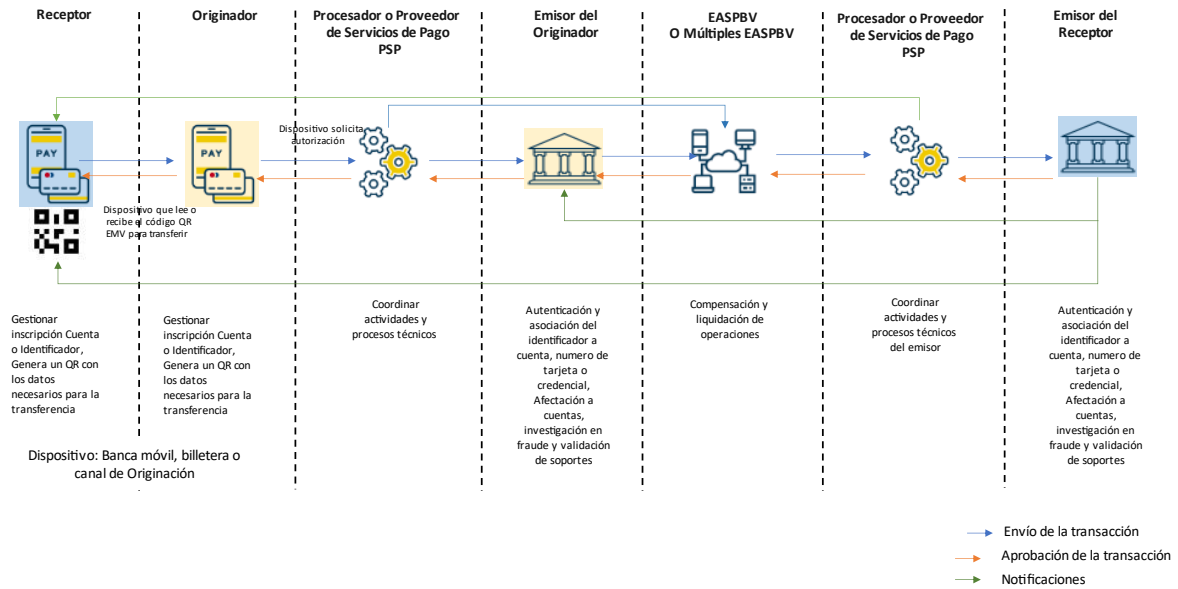 Receptor
Originador
Procesador o Proveedor
de Servicios de Pago
PSP
Emisor del
Originador
EASPBV
O Múltiples EASPBV
Procesador o Proveedor
de Servicios de Pago
PSP
Emisor del
Receptor
PAY
PAY
Dispositivo solicita
autorización
Dispositivo que lee o
recibe el código QR
EMV para transferir
Gestionar
inscripción Cuenta
o Identificador,
Genera un QR con
los datos
necesarios para la
transferencia
Gestionar
inscripción Cuenta
o Identificador,
Genera un QR con
los datos
necesarios para la
transferencia
Coordinar
actividades y
procesos técnicos
Autenticación y
asociación del
identificador a
cuenta, numero de
tarjeta o
credencial,
Afectación a
cuentas,
investigación en
fraude y validación
de soportes
Compensación y
liquidación de
operaciones
Coordinar
actividades y
procesos técnicos
del emisor
Autenticación y
asociación del
identificador a
cuenta, numero de
tarjeta o
credencial,
Afectación a
cuentas,
investigación en
fraude y validación
de soportes
Dispositivo: Banca móvil, billetera o
canal de Originación
Envío de la transacción
Aprobación de la transacción
Notificaciones